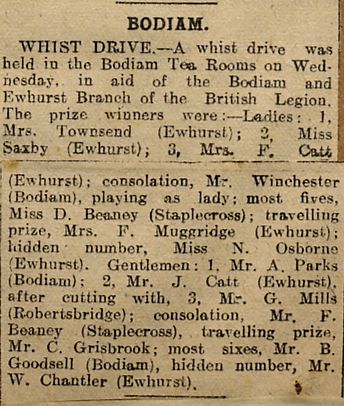 BODIAM.
WHIST DRIVE.—A whist drive was
held in the Bodiam Tea Rooms on Wed-
nesday, in aid of the Bodiam and
Ewhurst Branch of the British Legion.
The prize winners were:—Ladies: 1,
Mrs. Townsend (Ewhurst); 2, Miss
Saxby (Ewhurst); 3, Mrs. F. Catt
(Ewhurst); consolation, Mr. Winchester
(Bodiam), playing as lady; most fives,
Miss D. Beaney (Staplecross); travelling
prize, Mrs. F. Muggridge (Ewhurst);
hidden number, Miss N. Osborne
(Ewhurst). Gentlemen: 1, Mr. A. Parks
(Bodiam); 2, Mr. J. Catt (Ewhurst),
after cutting with, 3, Mr. G. Mills
(Robertsbridge); consolation, Mr. F.
Beaney (Staplecross), travelling prize,
Mr. C. Grisbrook; most sixes, Mr. B.
Goodsell (Bodiam), hidden number, Mr.
W. Chantler (Ewhurst).